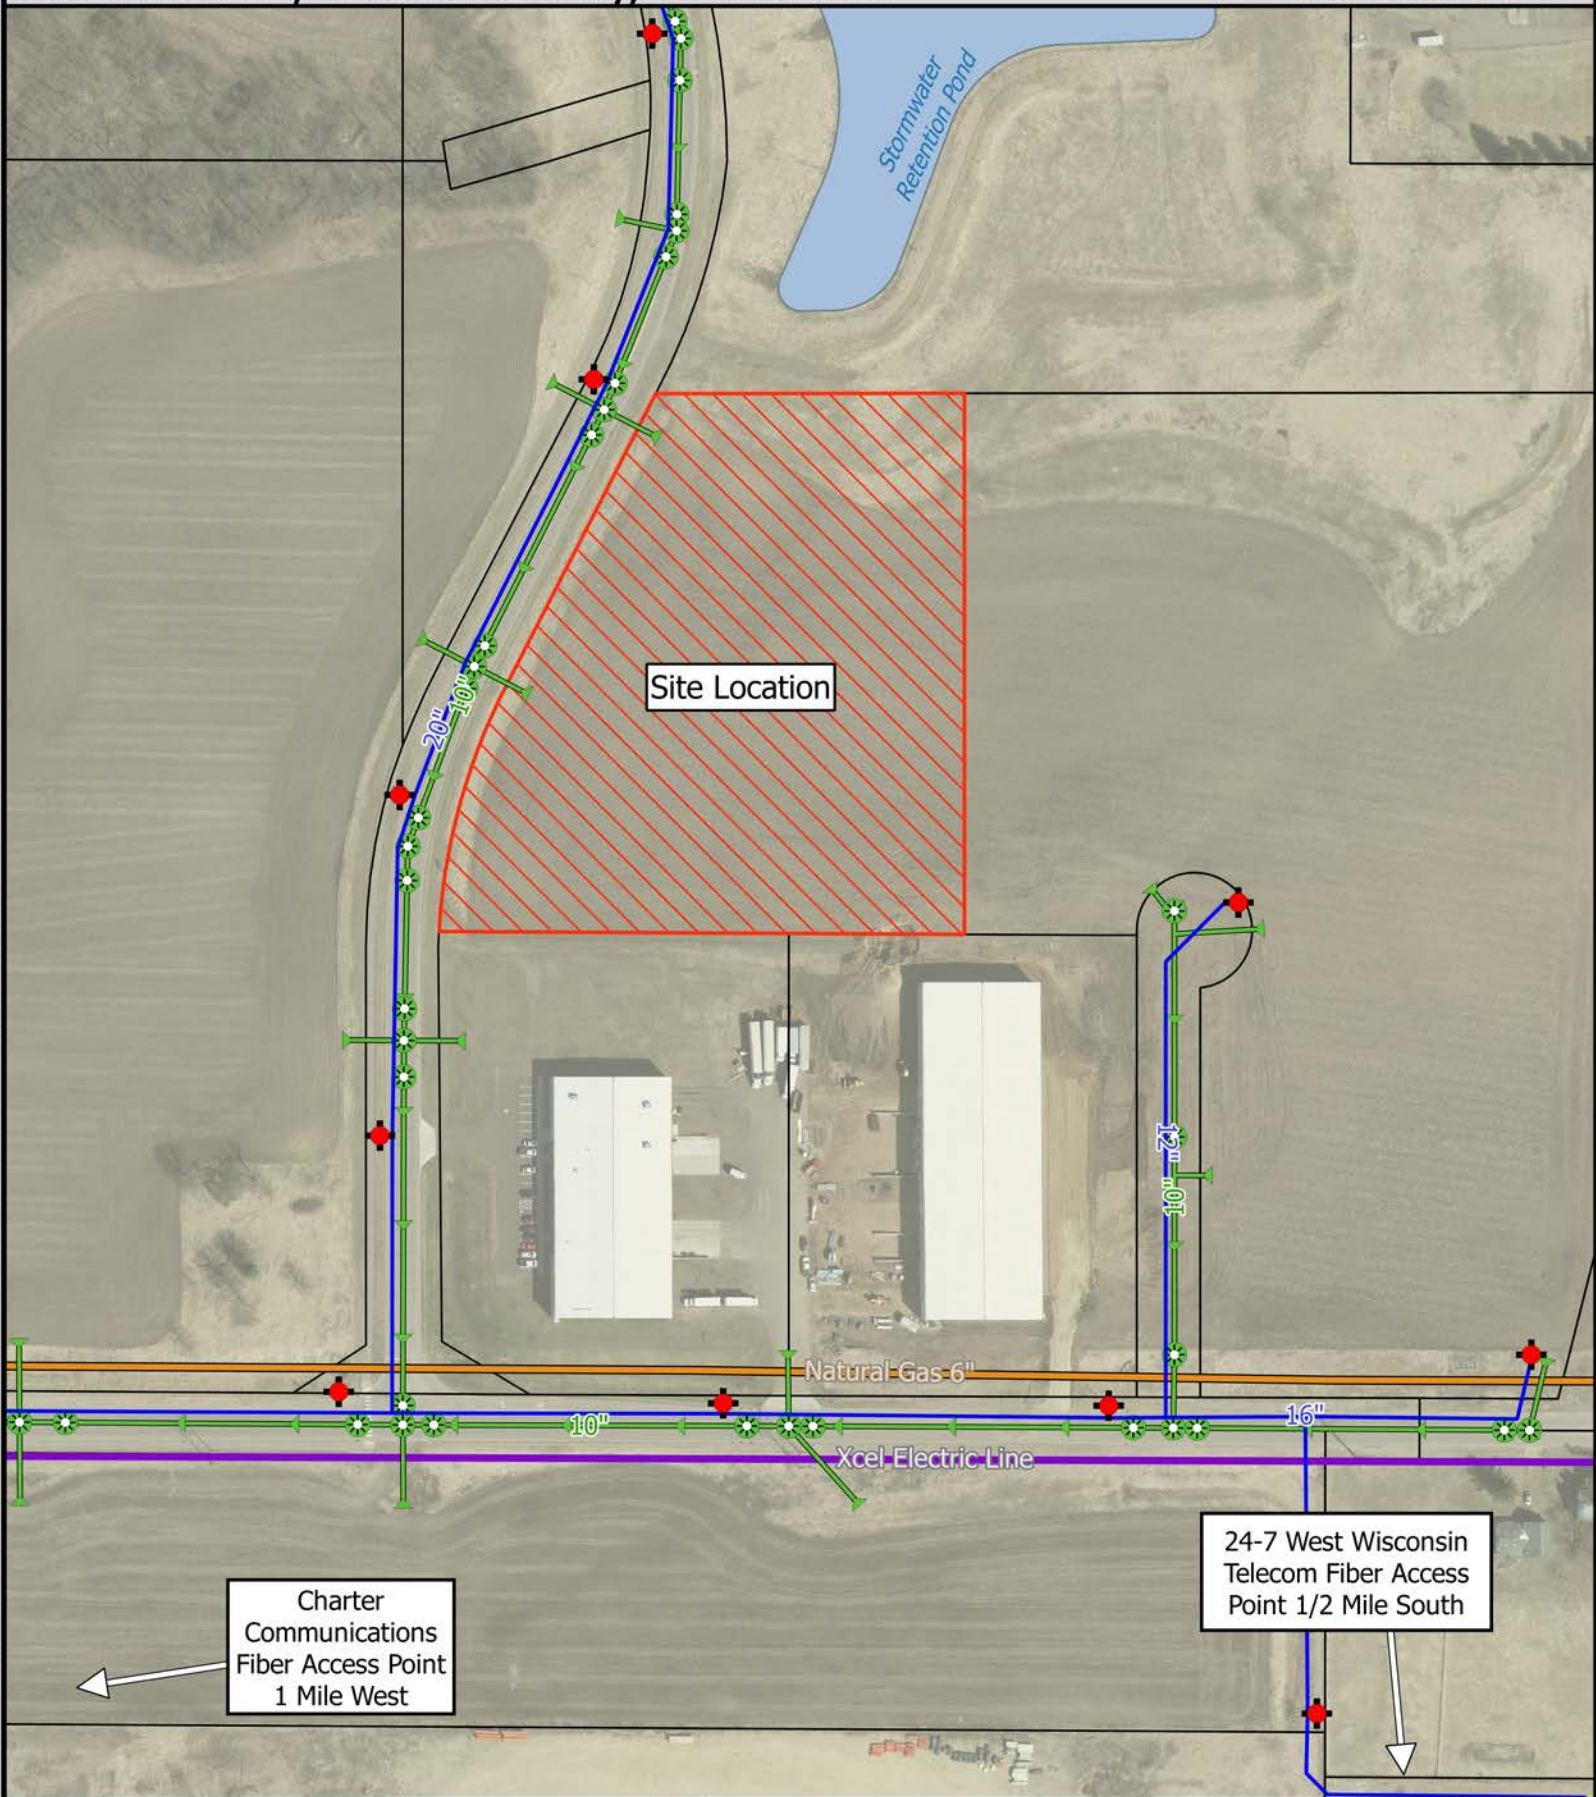 Stormwater
Retention Pond
Site Location
20"
10"
12"
10"
Natural Gas 6"
10"
16"
Xcel Electric Line
24-7 West Wisconsin
Telecom Fiber Access
Point 1/2 Mile South
Charter
Communications
Fiber Access Point
1 Mile West